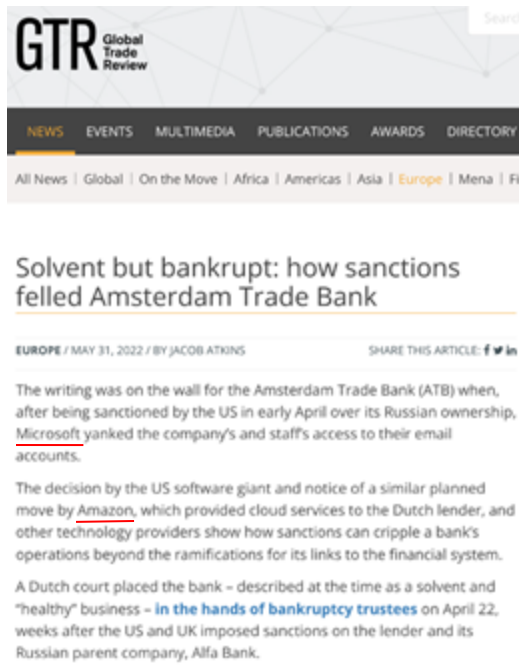 Search
GTR Global
Trade
Review
NEWS EVENTS MULTIMEDIA PUBLICATIONS AWARDS DIRECTORY
All News | Global | On the Move | Africa | Americas | Asia | Europe | Mena | Fi
Solvent but bankrupt: how sanctions
felled Amsterdam Trade Bank
EUROPE / MAY 31, 2022 / BY JACOB ATKINS SHARE THIS ARTICLE: f in
The writing was on the wall for the Amsterdam Trade Bank (ATB) when,
after being sanctioned by the US in early April over its Russian ownership,
Microsoft yanked the company's and staff's access to their email
accounts.
The decision by the US software giant and notice of a similar planned
move by Amazon, which provided cloud services to the Dutch lender, and
other technology providers show how sanctions can cripple a bank's
operations beyond the ramifications for its links to the financial system.
A Dutch court placed the bank – described at the time as a solvent and
“healthy” business – in the hands of bankruptcy trustees on April 22,
weeks after the US and UK imposed sanctions on the lender and its
Russian parent company, Alfa Bank.